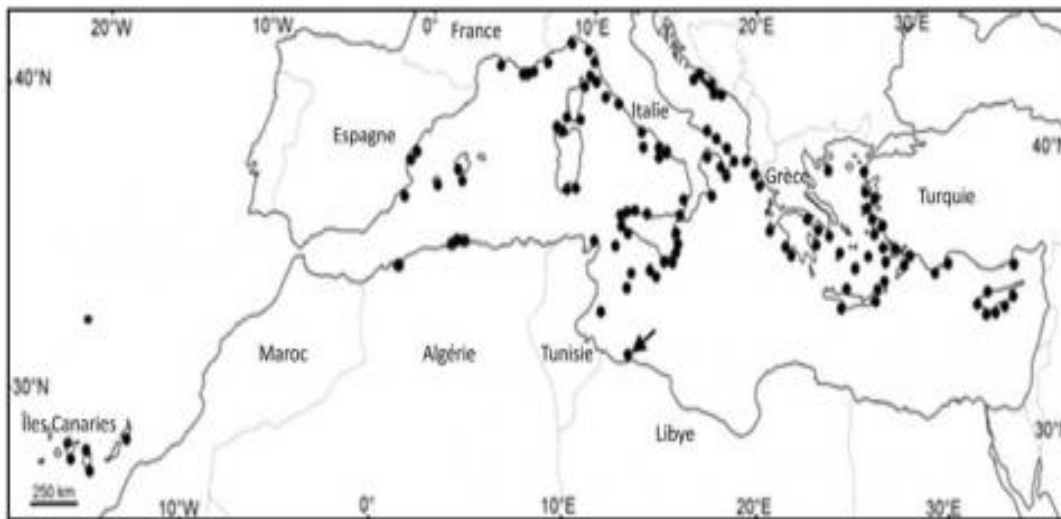 20°W
10°W
0°
France
10°E
20°E
30°E
40°N
Italie
Espagne
40°N
Grèce
Turquie
Maroc
Algérie
Tunisie
30°N
Îles Canaries
Libye
30°N
250 km
10°W
0°
10°E
20°E
30°E